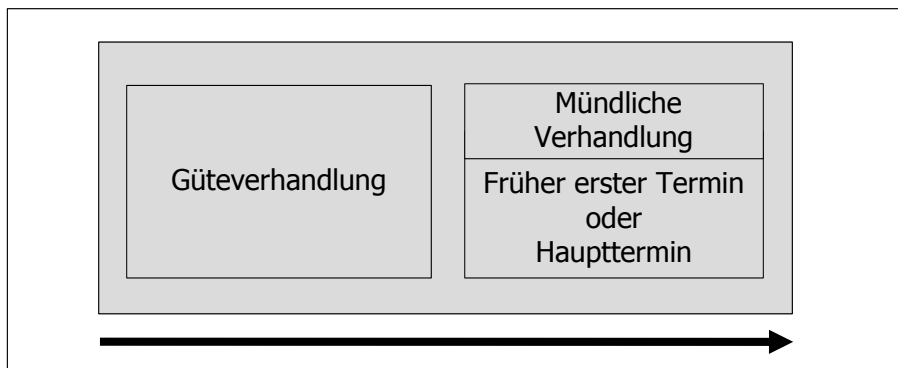 Güteverhandlung
Mündliche
Verhandlung
Früher erster Termin
oder
Haupttermin